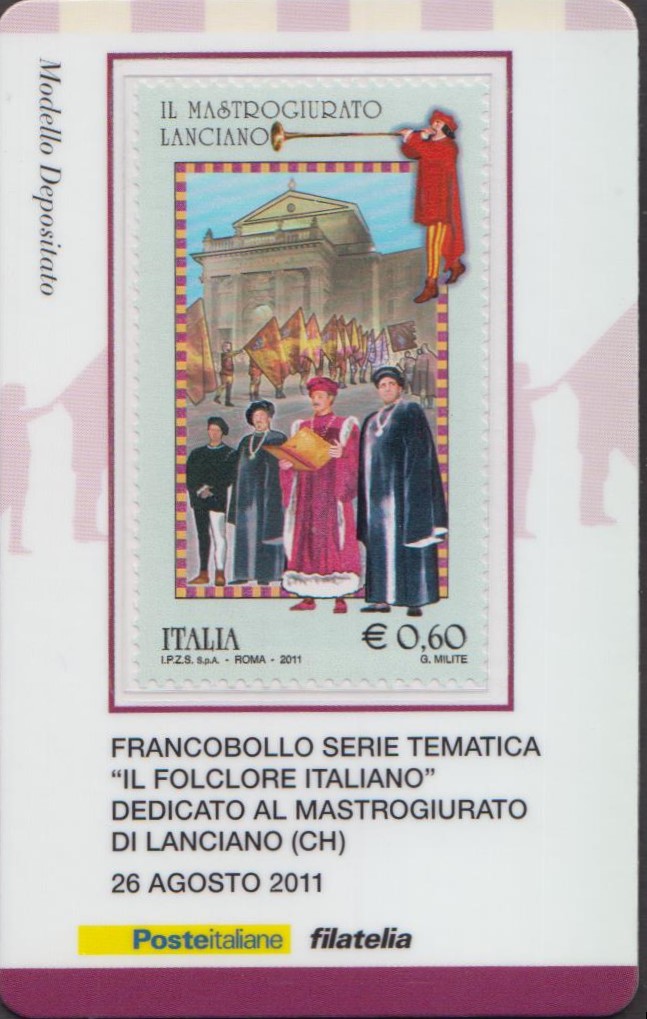 Modello Depositato
IL MASTROGIURATO
LANCIANO
ITALIA
€ 0,60
I.P.Z.S. S.p.A. - ROMA - 2011
G. MILITE
FRANCOBOLLO SERIE TEMATICA
“IL FOLCLORE ITALIANO”
DEDICATO AL MASTROGIURATO
DI LANCIANO (CH)
26 AGOSTO 2011
Posteitaliane filatelia